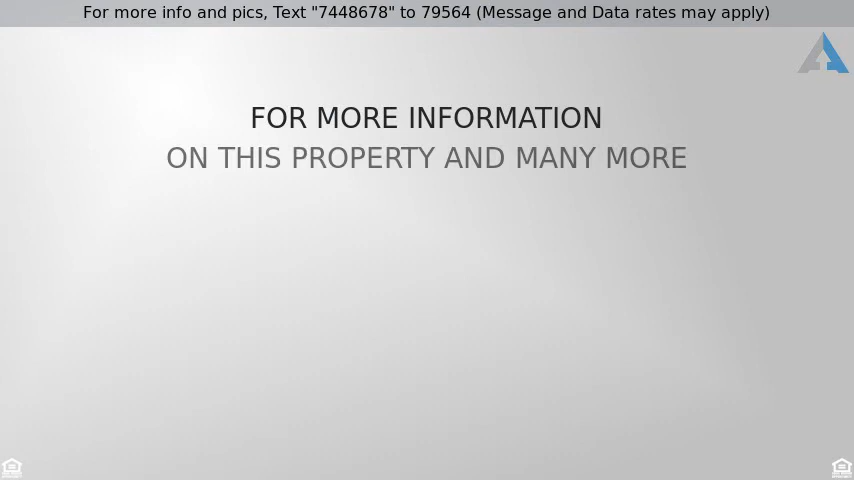 For more info and pics, Text "7448678" to 79564 (Message and Data rates may apply)
FOR MORE INFORMATION
ON THIS PROPERTY AND MANY MORE